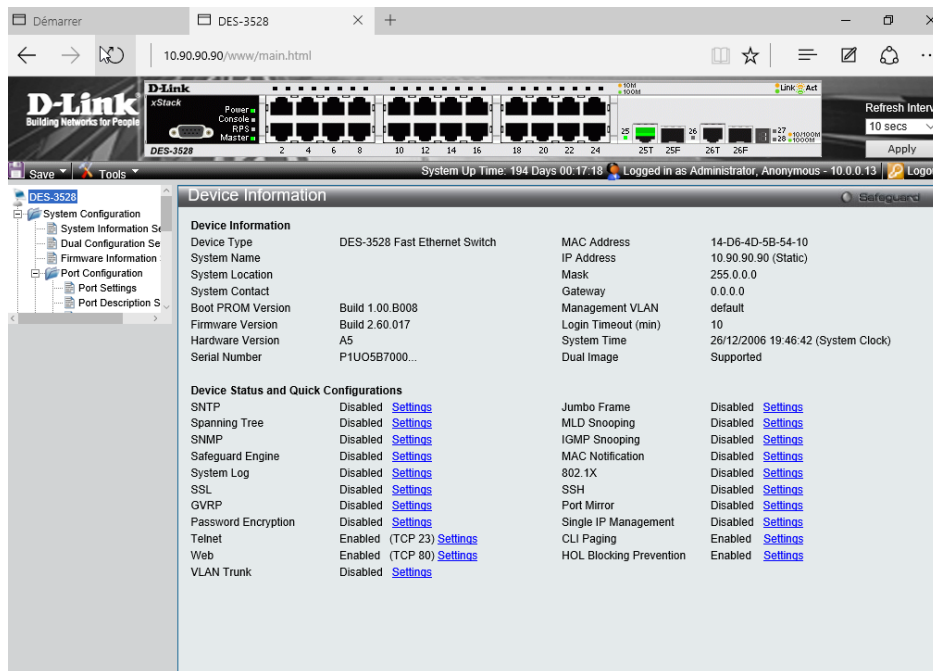 Démarrer DES-3528
10.90.90.90/www/main.html
D-Link
Building Networks for People
D-Link
xStack
Power
Console
RPS
Master
DES-3528
2 4 6 8 10 12 14 16 18 20 22 24
10M
100M
Link Act
25 26 27 10/100M
28 1000M
25T 25F 26T 26F
Refresh Interv
10 secs
Apply
Save Tools System Up Time: 194 Days 00:17:18 Logged in as Administrator, Anonymous - 10.0.0.13 Logo
DES-3528
System Configuration
System Information Se
Dual Configuration Se
Firmware Information
Port Configuration
Port Settings
Port Description S
Device Information Safeguard
Device Information
Device Type DES-3528 Fast Ethernet Switch MAC Address 14-D6-4D-5B-54-10
System Name IP Address 10.90.90.90 (Static)
System Location Mask 255.0.0.0
System Contact Gateway 0.0.0.0
Boot PROM Version Build 1.00.B008 Management VLAN default
Firmware Version Build 2.60.017 Login Timeout (min) 10
Hardware Version A5 System Time 26/12/2006 19:46:42 (System Clock)
Serial Number P1UO5B7000... Dual Image Supported
Device Status and Quick Configurations
SNTP Disabled Settings Jumbo Frame Disabled Settings
Spanning Tree Disabled Settings MLD Snooping Disabled Settings
SNMP Disabled Settings IGMP Snooping Disabled Settings
Safeguard Engine Disabled Settings MAC Notification Disabled Settings
System Log Disabled Settings 802.1X Disabled Settings
SSL Disabled Settings SSH Disabled Settings
GVRP Disabled Settings Port Mirror Disabled Settings
Password Encryption Disabled Settings Single IP Management Disabled Settings
Telnet Enabled (TCP 23) Settings CLI Paging Enabled Settings
Web Enabled (TCP 80) Settings HOL Blocking Prevention Enabled Settings
VLAN Trunk Disabled Settings